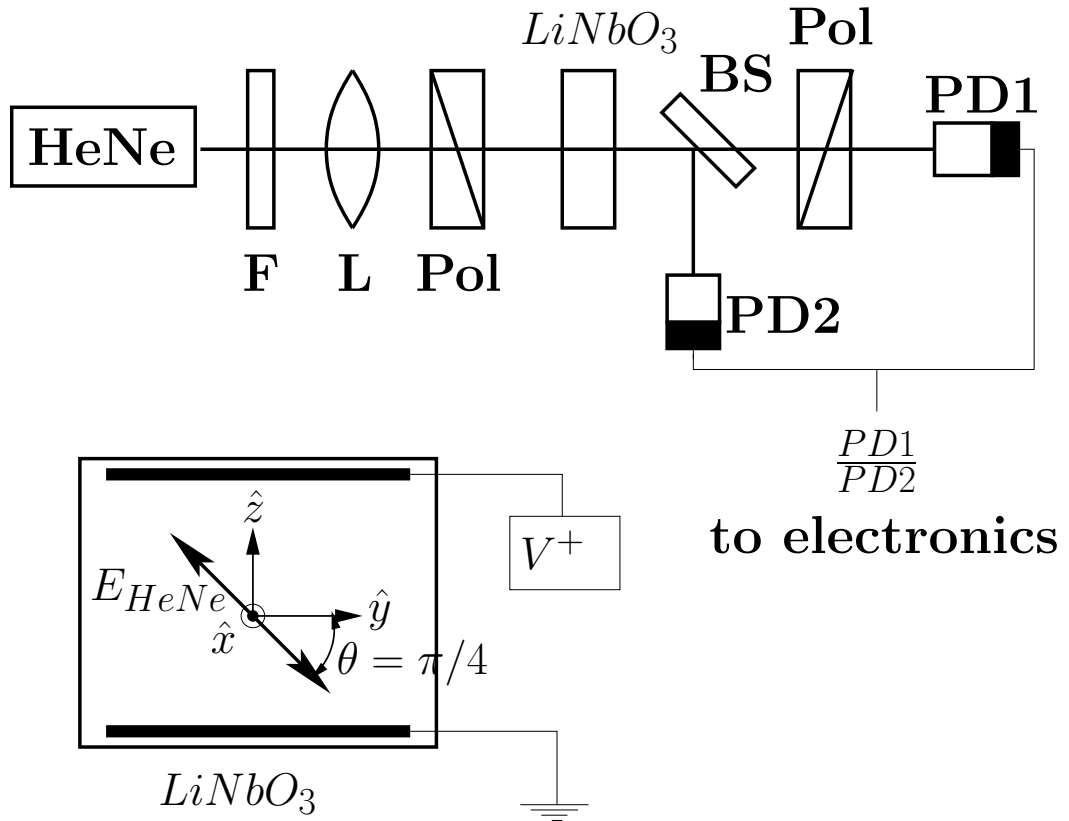 LiNbO₃
Pol
BS
PD1
HeNe
F
L
Pol
PD2
PD1
PD2
to electronics
ẑ
V⁺
E_HeNe
ŷ
x̂
θ = π/4
LiNbO₃